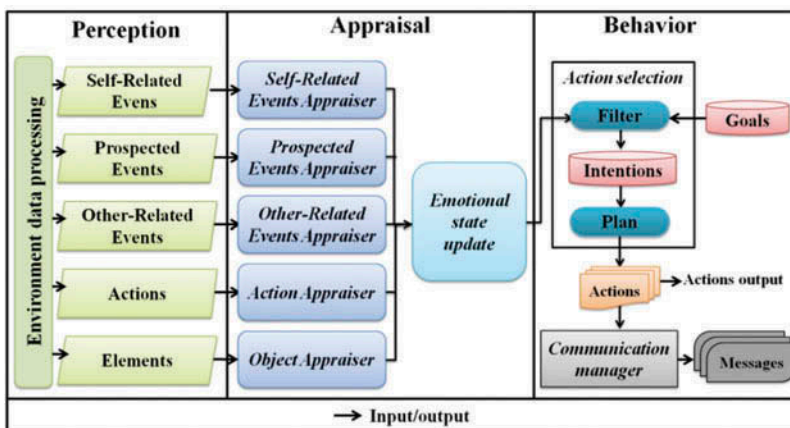 Perception
Appraisal
Behavior
Environment data processing
Self-Related
Evens
Prospected
Events
Other-Related
Events
Actions
Elements
Self-Related
Events Appraiser
Prospected
Events Appraiser
Other-Related
Events Appraiser
Action Appraiser
Object Appraiser
Emotional
state
update
Action selection
Filter
Goals
Intentions
Plan
Actions
Actions output
Communication
manager
Messages
Input/output